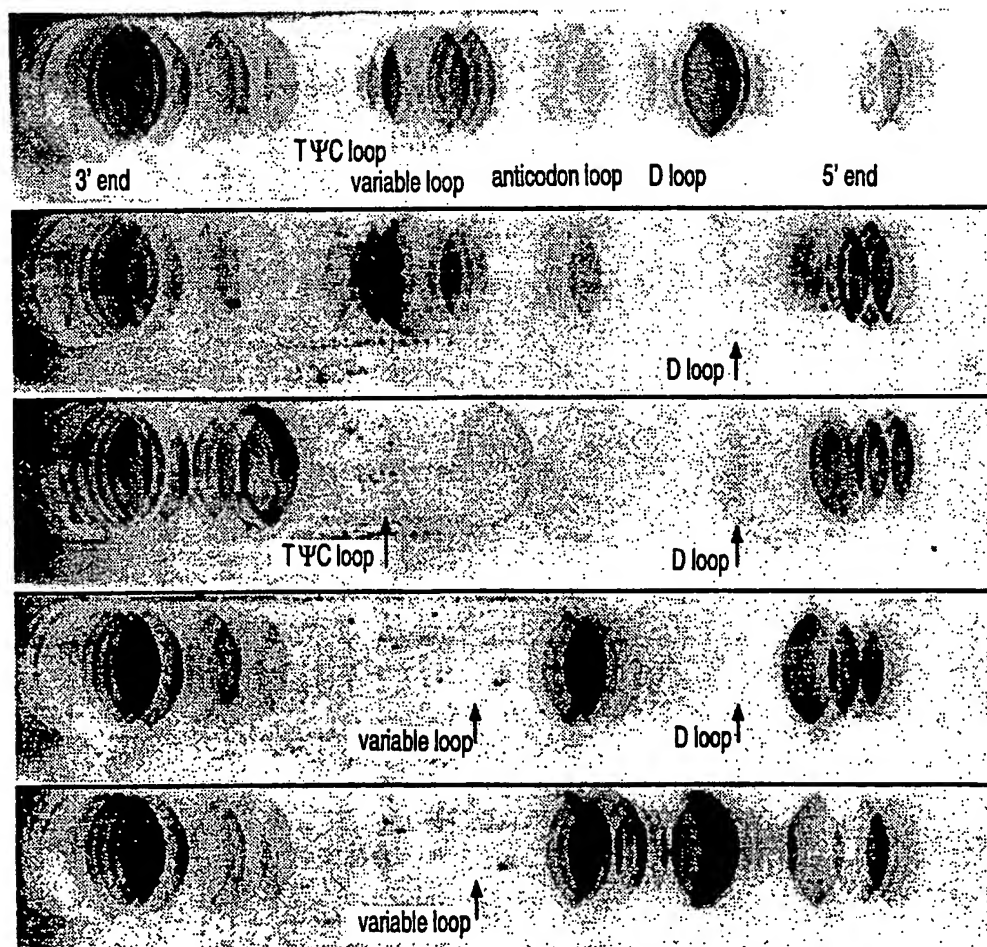 TΨC loop
3' end variable loop anticodon loop D loop 5' end
D loop
TΨC loop D loop
variable loop D loop
variable loop